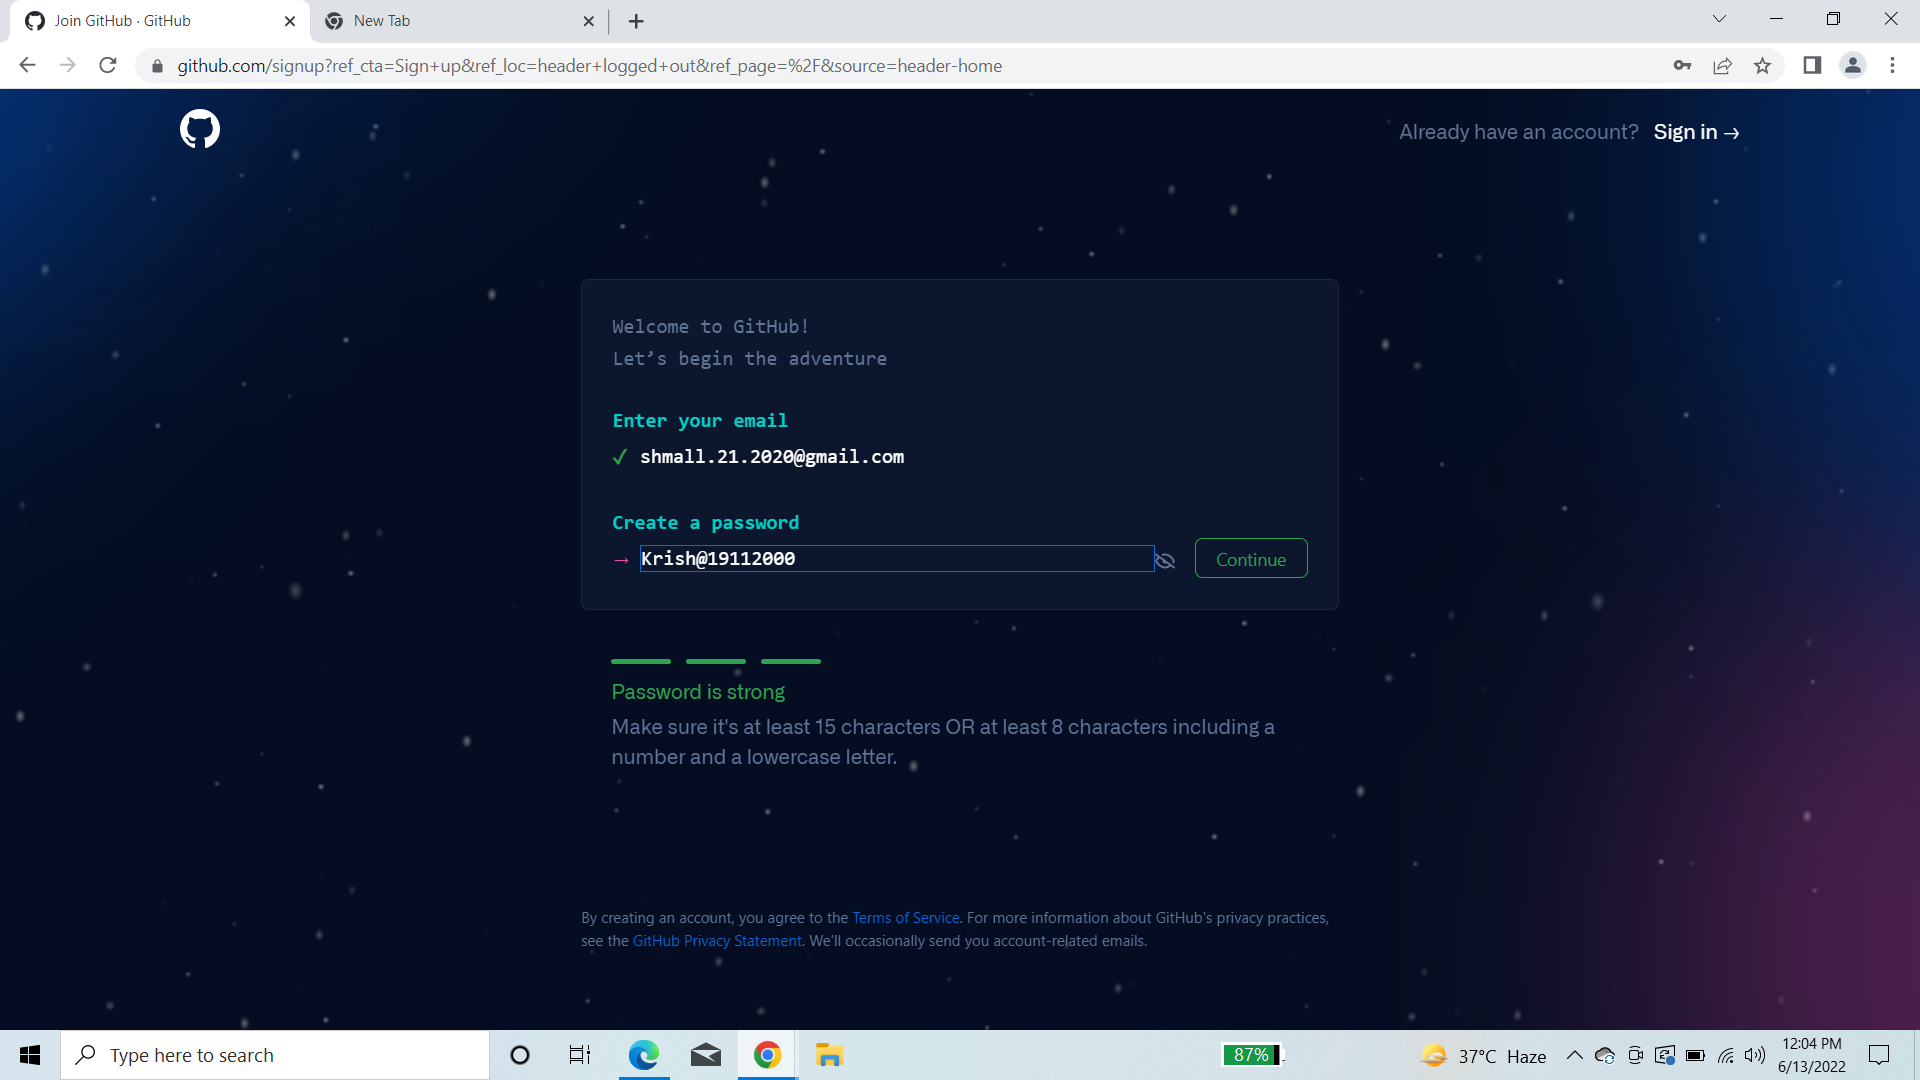 Join GitHub · GitHub
New Tab
github.com/signup?ref_cta=Sign+up&ref_loc=header+logged+out&ref_page=%2F&source=header-home
Already have an account? Sign in →
Welcome to GitHub!
Let’s begin the adventure
Enter your email
✓ shmall.21.2020@gmail.com
Create a password
→ Krish@19112000
Continue
Password is strong
Make sure it's at least 15 characters OR at least 8 characters including a
number and a lowercase letter.
By creating an account, you agree to the Terms of Service. For more information about GitHub's privacy practices,
see the GitHub Privacy Statement. We'll occasionally send you account-related emails.
Type here to search
87%
37°C Haze
12:04 PM
6/13/2022